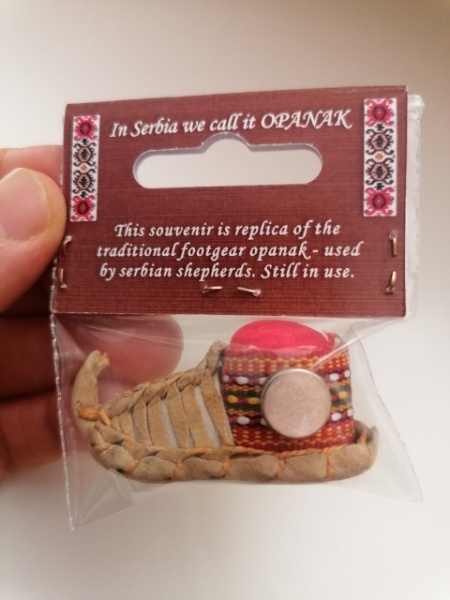 In Serbia we call it OPANAK
This souvenir is replica of the
traditional footgear opanak - used
by serbian shepherds. Still in use.